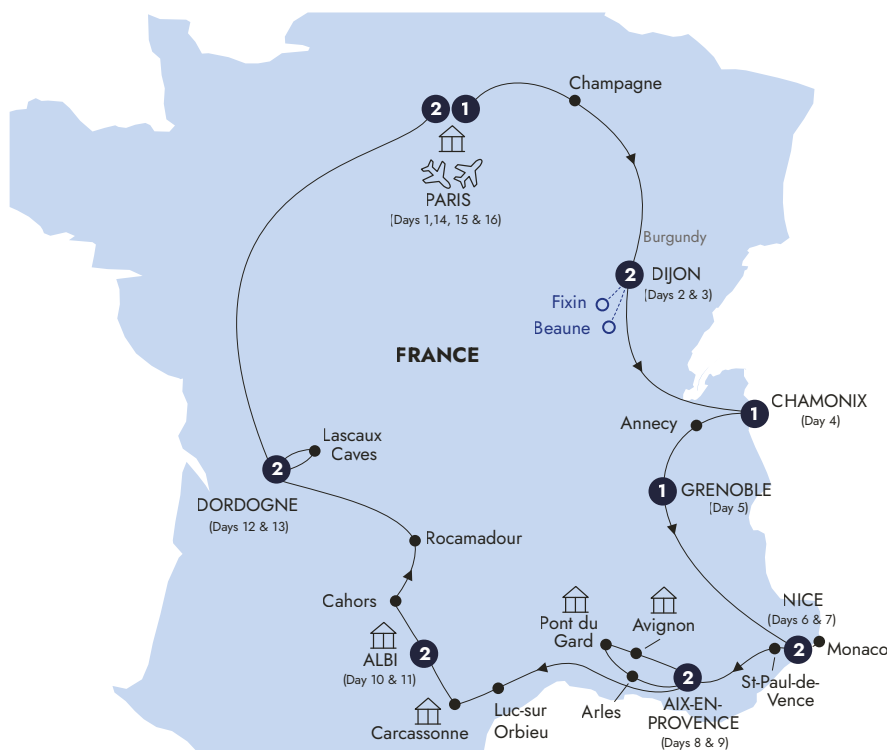 Champagne
2
1
PARIS
(Days 1,14, 15 & 16)
Burgundy
2
DIJON
(Days 2 & 3)
Fixin
Beaune
FRANCE
CHAMONIX
1
(Day 4)
Annecy
Lascaux
Caves
2
DORDOGNE
(Days 12 & 13)
1
GRENOBLE
(Day 5)
Rocamadour
Cahors
NICE
(Days 6 & 7)
2
Monaco
Pont du
Gard
Avignon
ALBI
2
(Day 10 & 11)
St-Paul-de-
Vence
2
AIX-EN-
PROVENCE
(Days 8 & 9)
Arles
Luc-sur
Orbieu
Carcassonne